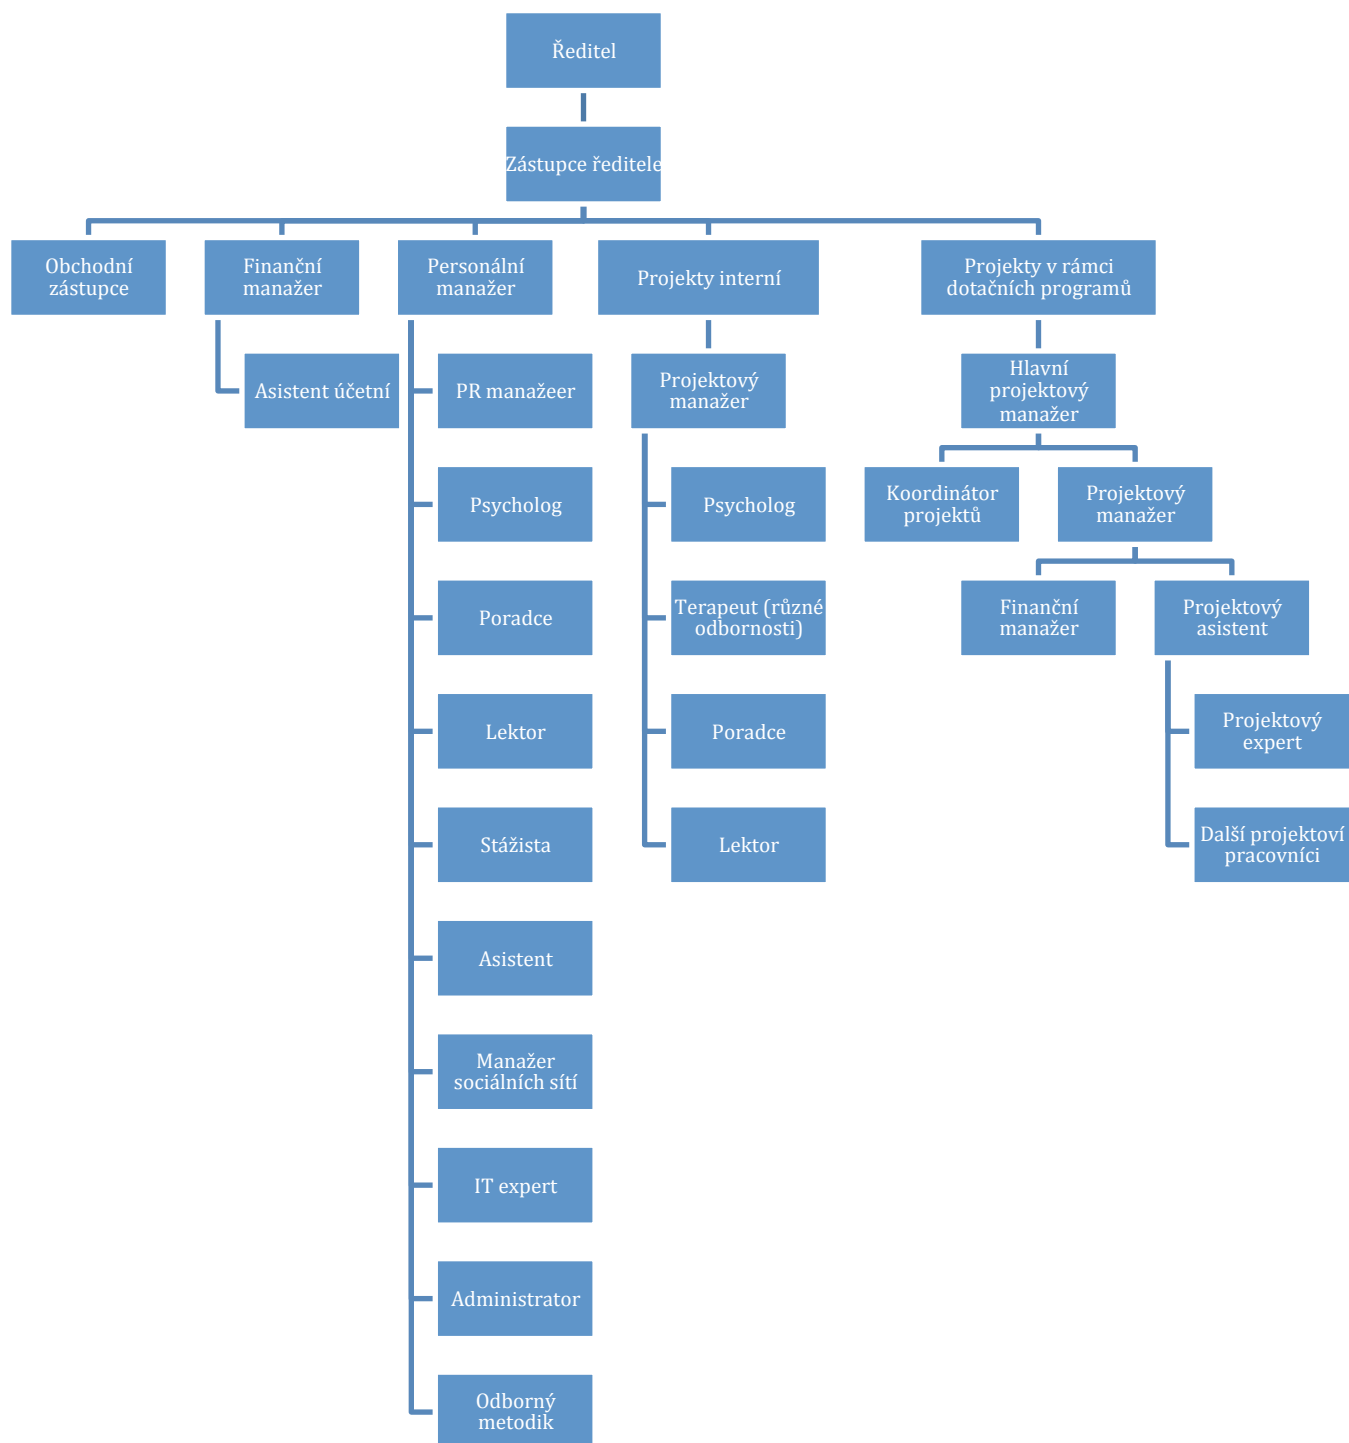 Ředitel
Zástupce ředitele
Obchodní
zástupce
Finanční
manažer
Personální
manažer
Projekty interní
Projekty v rámci
dotačních programů
Asistent účetní
PR manažeer
Projektový
manažer
Hlavní
projektový
manažer
Psycholog
Psycholog
Koordinátor
projektů
Projektový
manažer
Poradce
Terapeut (různé
odbornosti)
Finanční
manažer
Projektový
asistent
Lektor
Poradce
Projektový
expert
Stážista
Lektor
Další projektoví
pracovníci
Asistent
Manažer
sociálních sítí
IT expert
Administrator
Odborný
metodik